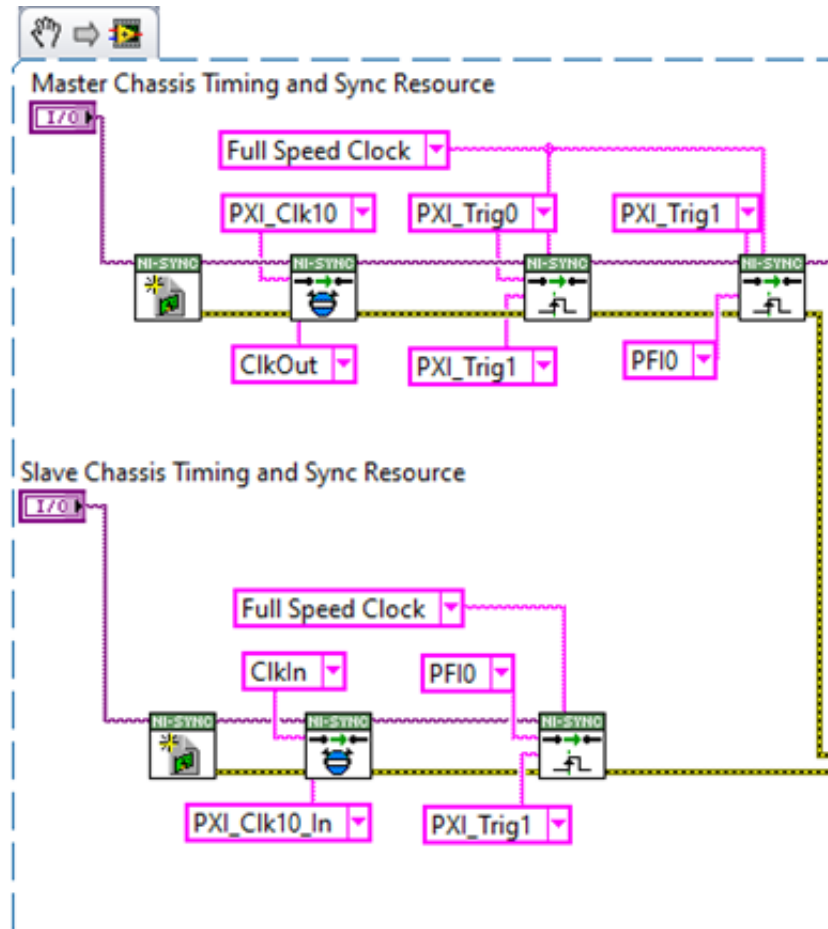 Master Chassis Timing and Sync Resource
I/O
Full Speed Clock
PXI_Clk10
PXI_Trig0
PXI_Trig1
NI-SYNC
NI-SYNC
NI-SYNC
NI-SYNC
ClkOut
PXI_Trig1
PFI0
Slave Chassis Timing and Sync Resource
I/O
Full Speed Clock
ClkIn
PFI0
NI-SYNC
NI-SYNC
NI-SYNC
PXI_Clk10_In
PXI_Trig1